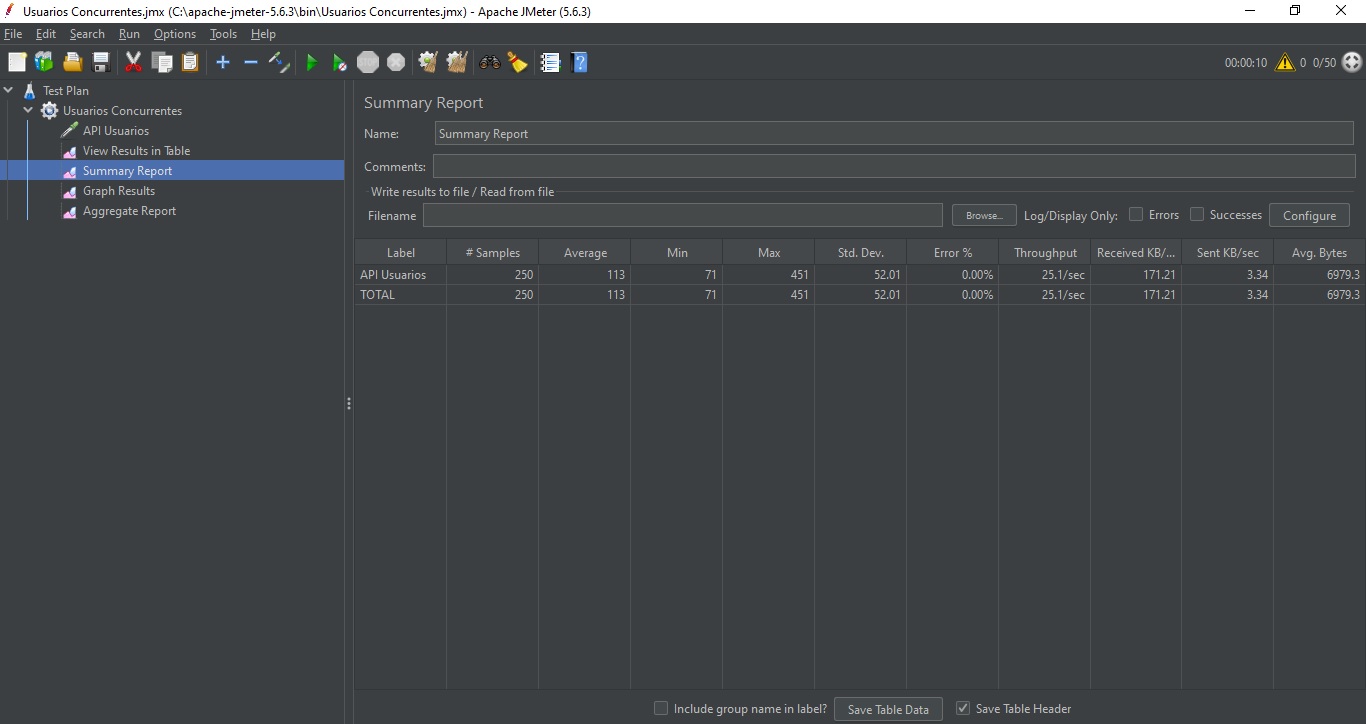 Usuarios Concurrentes.jmx (C:\apache-jmeter-5.6.3\bin\Usuarios Concurrentes.jmx) - Apache JMeter (5.6.3)
File Edit Search Run Options Tools Help
STOP 00:00:10 0 0/50
Test Plan
Usuarios Concurrentes
API Usuarios
View Results in Table
Summary Report
Graph Results
Aggregate Report
Summary Report
Name: Summary Report
Comments:
Write results to file / Read from file
Filename Browse... Log/Display Only: Errors Successes Configure
Label # Samples Average Min Max Std. Dev. Error % Throughput Received KB/... Sent KB/sec Avg. Bytes
API Usuarios 250 113 71 451 52.01 0.00% 25.1/sec 171.21 3.34 6979.3
TOTAL 250 113 71 451 52.01 0.00% 25.1/sec 171.21 3.34 6979.3
Include group name in label? Save Table Data Save Table Header